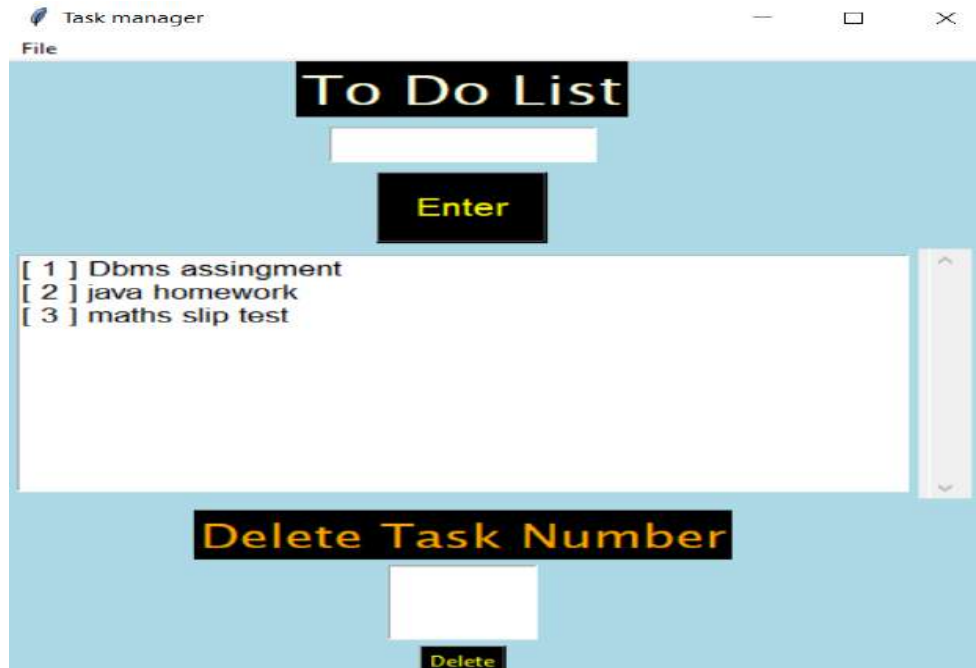 Task manager
File
To Do List
Enter
[ 1 ] Dbms assingment
[ 2 ] java homework
[ 3 ] maths slip test
Delete Task Number
Delete